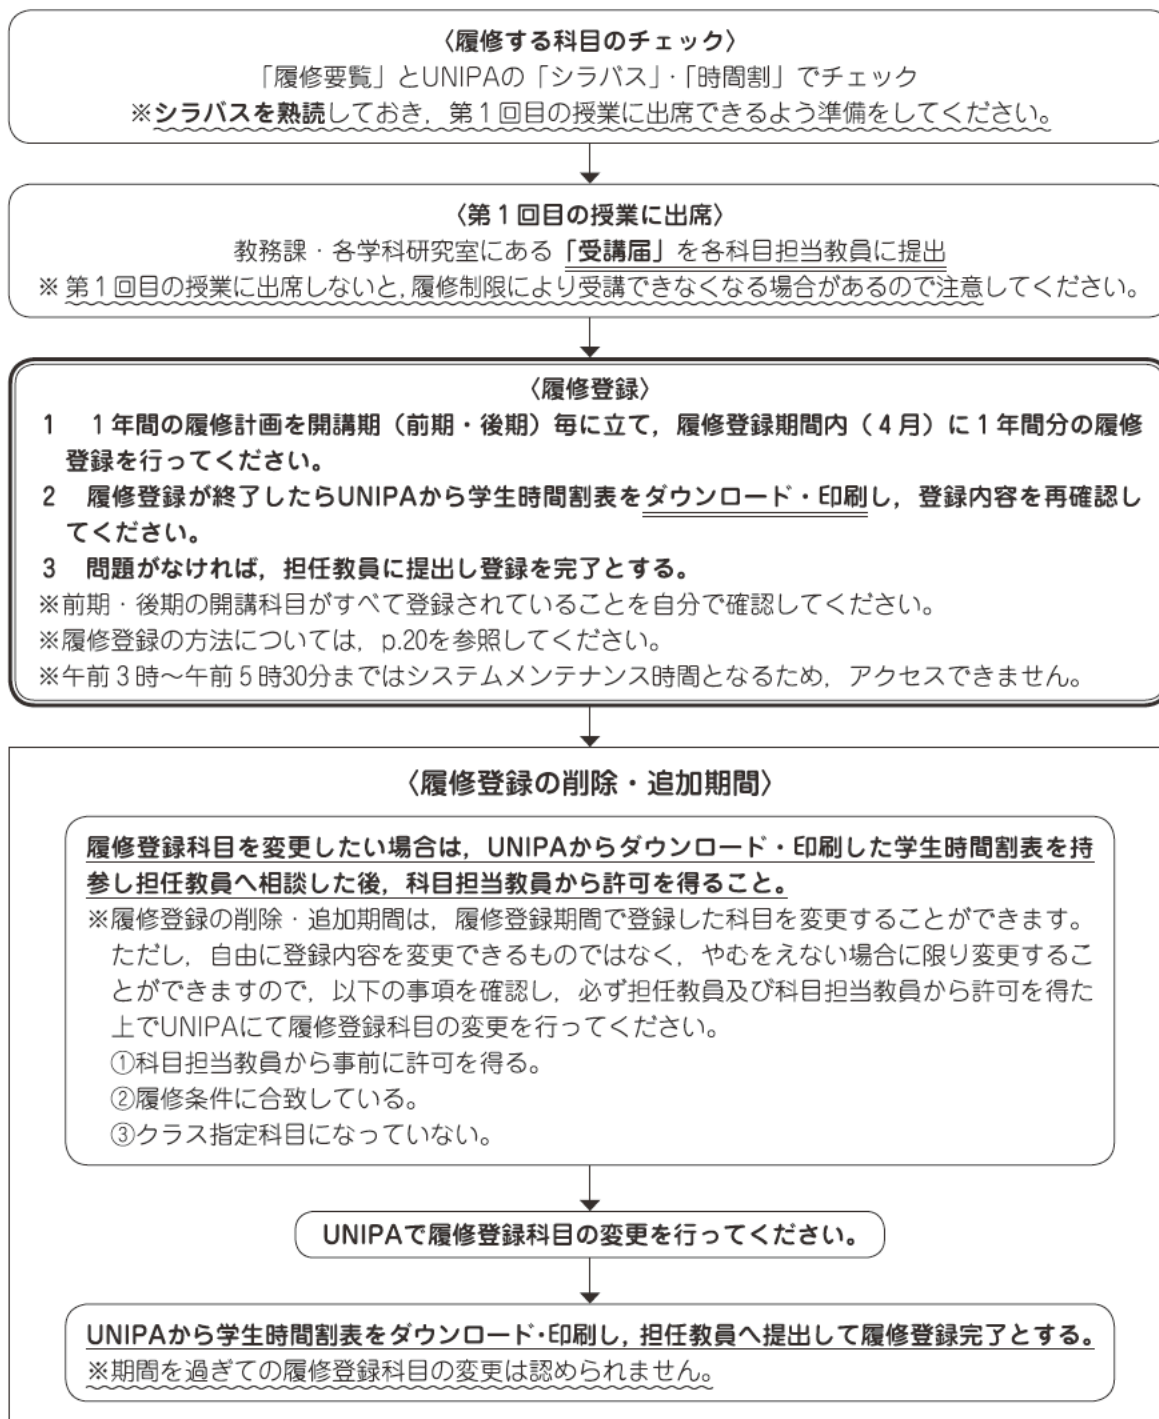 〈履修する科目のチェック〉
「履修要覧」とUNIPAの「シラバス」・「時間割」でチェック
※シラバスを熟読しておき，第１回目の授業に出席できるよう準備をしてください。
〈第１回目の授業に出席〉
教務課・各学科研究室にある「受講届」を各科目担当教員に提出
※第１回目の授業に出席しないと，履修制限により受講できなくなる場合があるので注意してください。
〈履修登録〉
1　１年間の履修計画を開講期（前期・後期）毎に立て，履修登録期間内（４月）に１年間分の履修
登録を行ってください。
2　履修登録が終了したらUNIPAから学生時間割表をダウンロード・印刷し，登録内容を再確認し
てください。
3　問題がなければ，担任教員に提出し登録を完了とする。
※前期・後期の開講科目がすべて登録されていることを自分で確認してください。
※履修登録の方法については，p.20を参照してください。
※午前３時～午前５時30分まではシステムメンテナンス時間となるため，アクセスできません。
〈履修登録の削除・追加期間〉
履修登録科目を変更したい場合は，UNIPAからダウンロード・印刷した学生時間割表を持
参し担任教員へ相談した後，科目担当教員から許可を得ること。
※履修登録の削除・追加期間は，履修登録期間で登録した科目を変更することができます。
ただし，自由に登録内容を変更できるものではなく，やむをえない場合に限り変更するこ
とができますので，以下の事項を確認し，必ず担任教員及び科目担当教員から許可を得た
上でUNIPAにて履修登録科目の変更を行ってください。
①科目担当教員から事前に許可を得る。
②履修条件に合致している。
③クラス指定科目になっていない。
UNIPAで履修登録科目の変更を行ってください。
UNIPAから学生時間割表をダウンロード・印刷し，担任教員へ提出して履修登録完了とする。
※期間を過ぎての履修登録科目の変更は認められません。